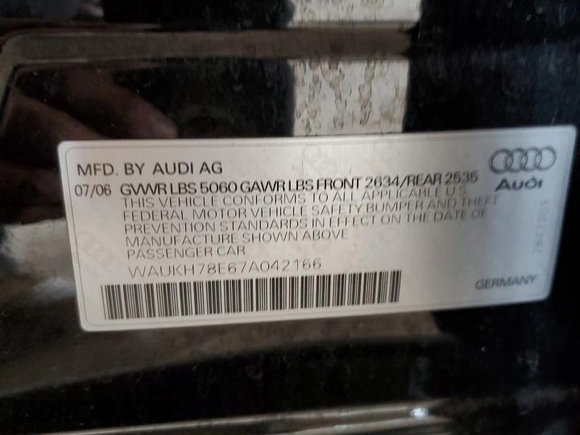 MFD. BY AUDI AG
07/06 GVWR LBS 5060 GAWR LBS FRONT 2634/REAR 2535
Audi
THIS VEHICLE CONFORMS TO ALL APPLICABLE U.S.
FEDERAL MOTOR VEHICLE SAFETY BUMPER AND THEFT
PREVENTION STANDARDS IN EFFECT ON THE DATE OF
MANUFACTURE SHOWN ABOVE
PASSENGER CAR
WAUKH78E67A042166
GERMANY